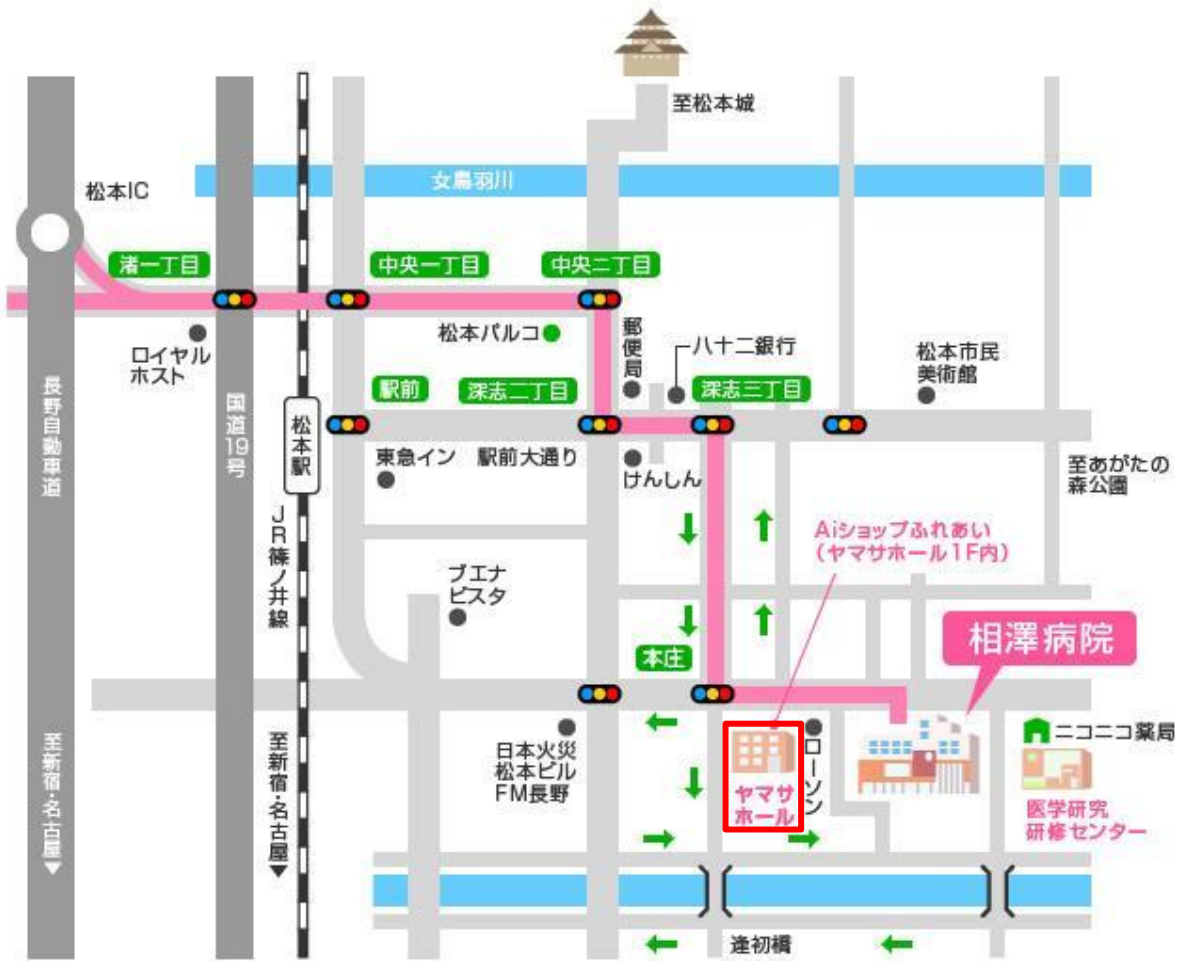 至松本城
女鳥羽川
松本IC
渚一丁目
中央一丁目
中央二丁目
松本パルコ
郵便局
八十二銀行
松本市民
美術館
ロイヤル
ホスト
駅前
深志二丁目
深志三丁目
長野自動車道
国道19号
松本駅
東急イン
駅前大通り
けんしん
至あがたの
森公園
JR篠ノ井線
Aiショップふれあい
(ヤマサホール1F内)
ブエナ
ビスタ
本庄
相澤病院
日本火災
松本ビル
FM長野
ヤマサ
ホール
ローソン
ニコニコ薬局
医学研究
研修センター
至新宿・名古屋▼
至新宿・名古屋▼
逢初橋